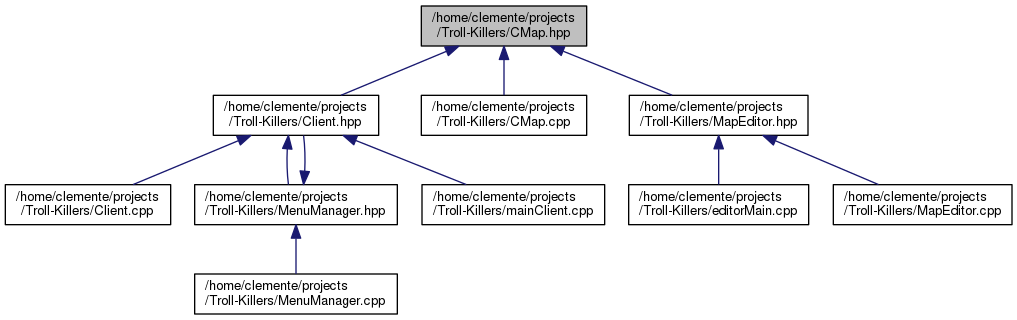 /home/clemente/projects
/Troll-Killers/CMap.hpp
/home/clemente/projects
/Troll-Killers/Client.hpp
/home/clemente/projects
/Troll-Killers/CMap.cpp
/home/clemente/projects
/Troll-Killers/MapEditor.hpp
/home/clemente/projects
/Troll-Killers/Client.cpp
/home/clemente/projects
/Troll-Killers/MenuManager.hpp
/home/clemente/projects
/Troll-Killers/mainClient.cpp
/home/clemente/projects
/Troll-Killers/editorMain.cpp
/home/clemente/projects
/Troll-Killers/MapEditor.cpp
/home/clemente/projects
/Troll-Killers/MenuManager.cpp